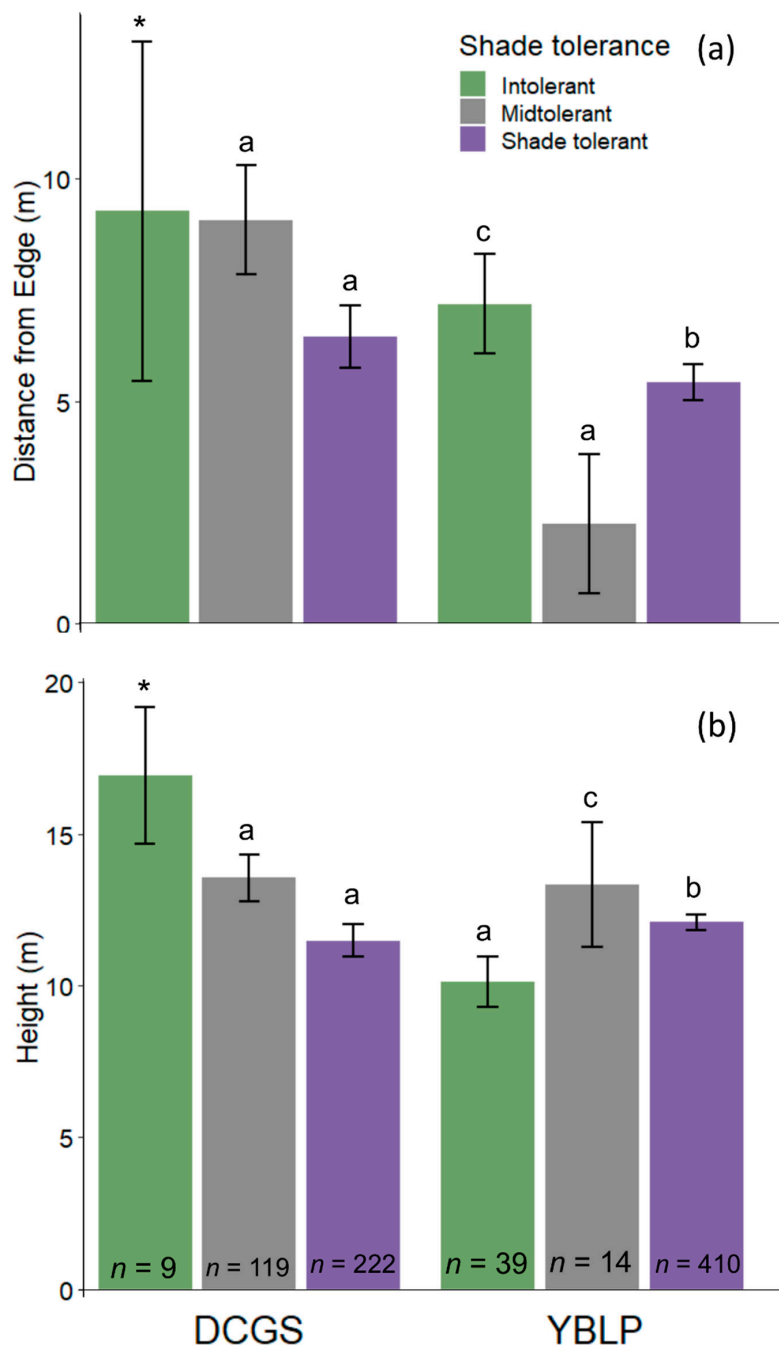 *
Shade tolerance (a)
Intolerant
Midtolerant
Shade tolerant
a
10
c
a
b
Distance from Edge (m)
5
a
0
20
*
(b)
c
15
a
b
a
a
10
Height (m)
5
n = 9 n = 119 n = 222 n = 39 n = 14 n = 410
0
DCGS YBLP